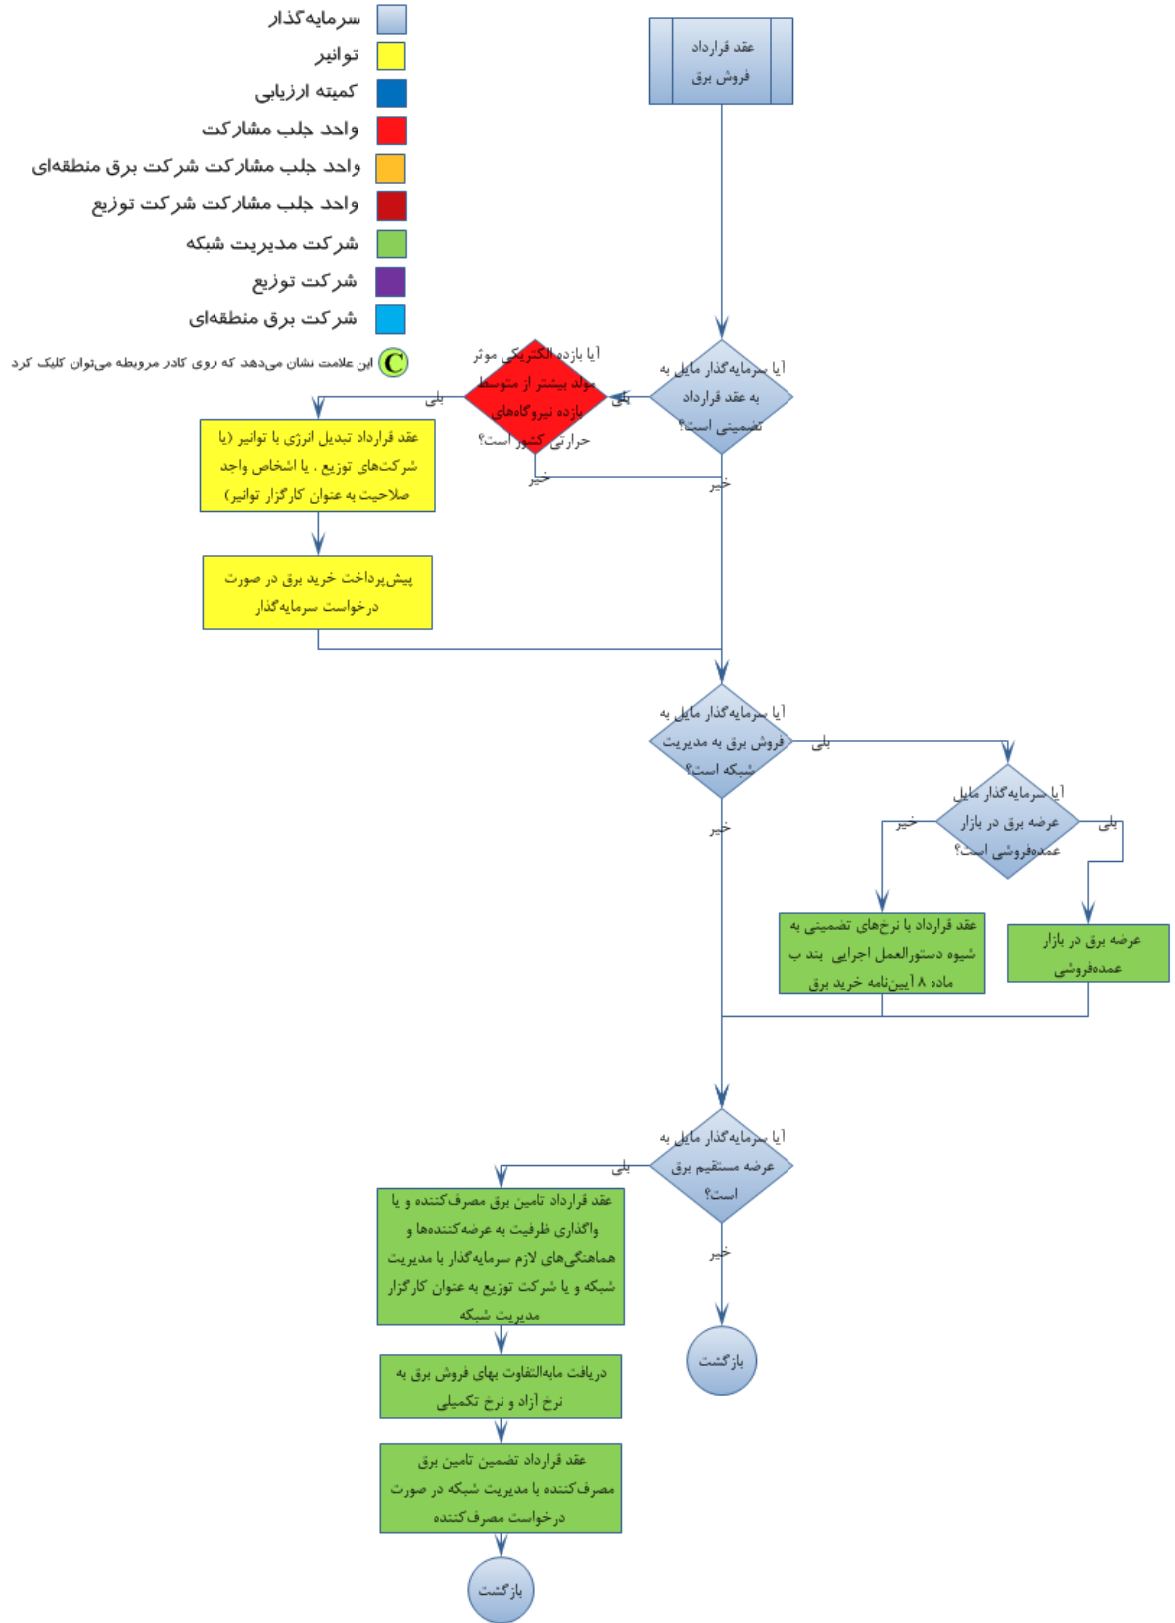 سرمایه‌گذار
توانیر
کمیته ارزیابی
واحد جلب مشارکت
واحد جلب مشارکت شرکت برق منطقه‌ای
واحد جلب مشارکت شرکت توزیع
شرکت مدیریت شبکه
شرکت توزیع
شرکت برق منطقه‌ای
C
این علامت نشان می‌دهد که روی کادر مربوطه می‌توان کلیک کرد
عقد قرارداد
فروش برق
آیا سرمایه‌گذار مایل به
به عقد قرارداد
تضمینی است؟
بلی
خیر
آیا بازده الکتریکی موثر
مولد بیشتر از متوسط
بازده نیروگاه‌های
حرارتی کشور است؟
بلی
خیر
عقد قرارداد تبدیل انرژی با توانیر (یا
شرکت‌های توزیع ، یا اشخاص واجد
صلاحیت به عنوان کارگزار توانیر)
پیش‌پرداخت خرید برق در صورت
درخواست سرمایه‌گذار
آیا سرمایه‌گذار مایل به
فروش برق به مدیریت
شبکه است؟
بلی
خیر
آیا سرمایه‌گذار مایل
عرضه برق در بازار
عمده‌فروشی است؟
بلی
خیر
عرضه برق در بازار
عمده‌فروشی
عقد قرارداد با نرخ‌های تضمینی به
شیوه دستورالعمل اجرایی بند ب
ماده ۸ آیین‌نامه خرید برق
آیا سرمایه‌گذار مایل به
عرضه مستقیم برق
است؟
بلی
خیر
عقد قرارداد تامین برق مصرف‌کننده و یا
واگذاری ظرفیت به عرضه‌کننده‌ها و
هماهنگی‌های لازم سرمایه‌گذار با مدیریت
شبکه و یا شرکت توزیع به عنوان کارگزار
مدیریت شبکه
بازگشت
دریافت مابه‌التفاوت بهای فروش برق به
نرخ آزاد و نرخ تکمیلی
عقد قرارداد تضمین تامین برق
مصرف‌کننده با مدیریت شبکه در صورت
درخواست مصرف‌کننده
بازگشت